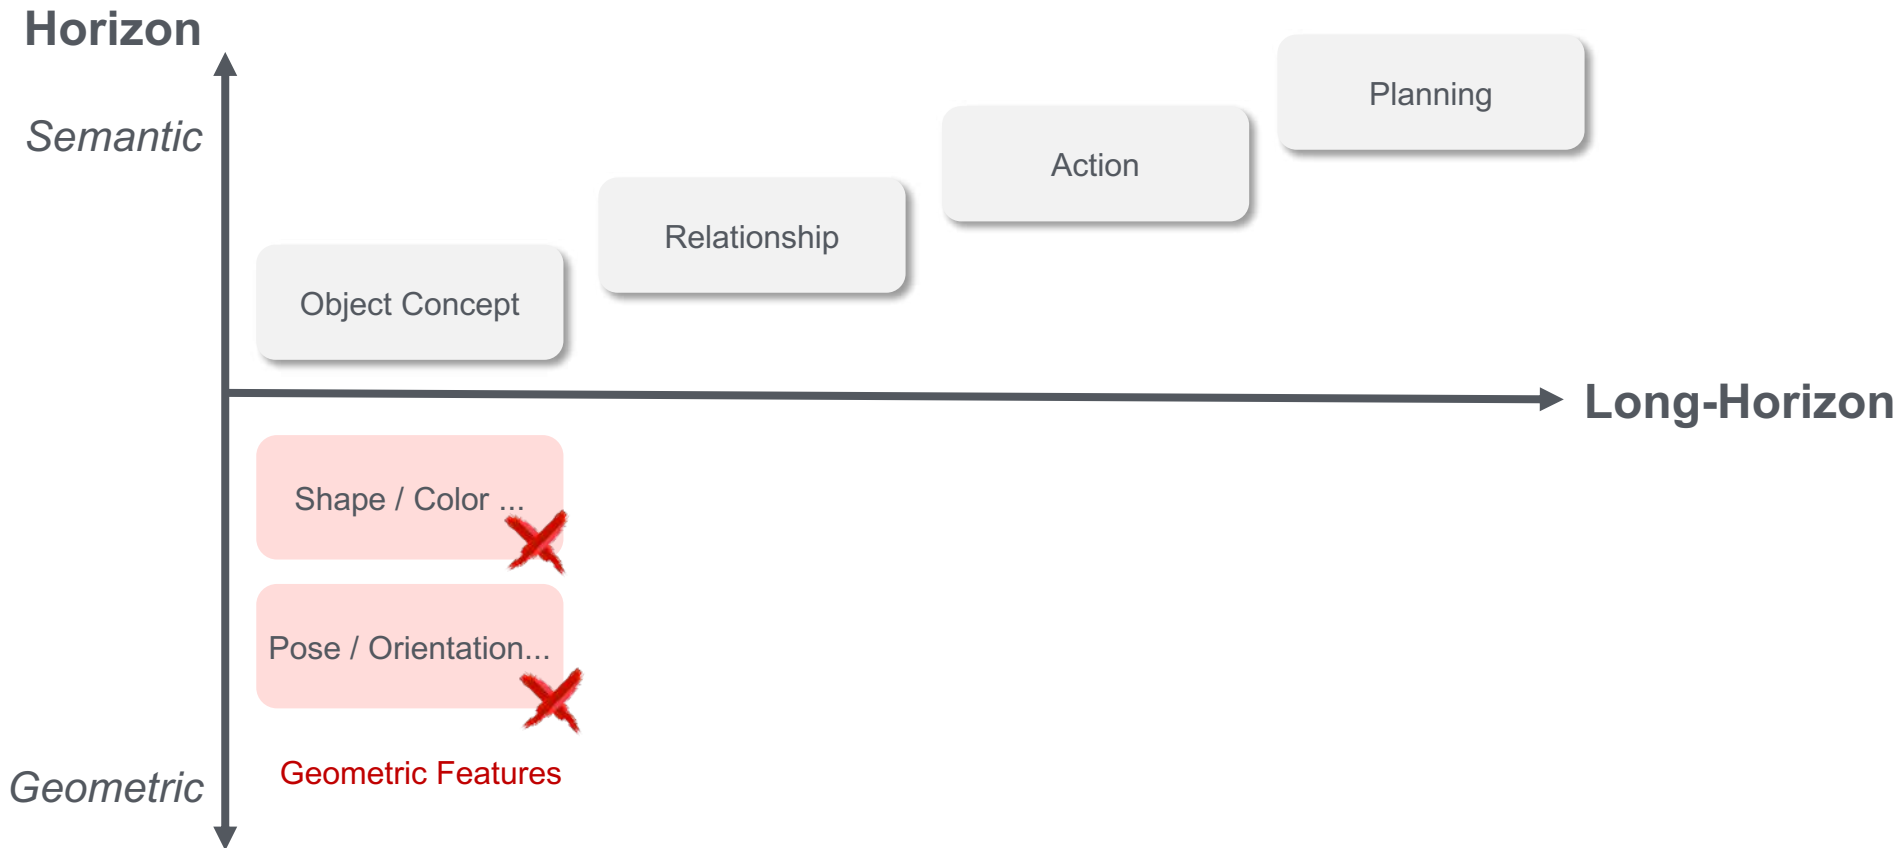 Horizon
Semantic
Planning
Action
Relationship
Object Concept
Long-Horizon
Shape / Color ...
Pose / Orientation...
Geometric Features
Geometric